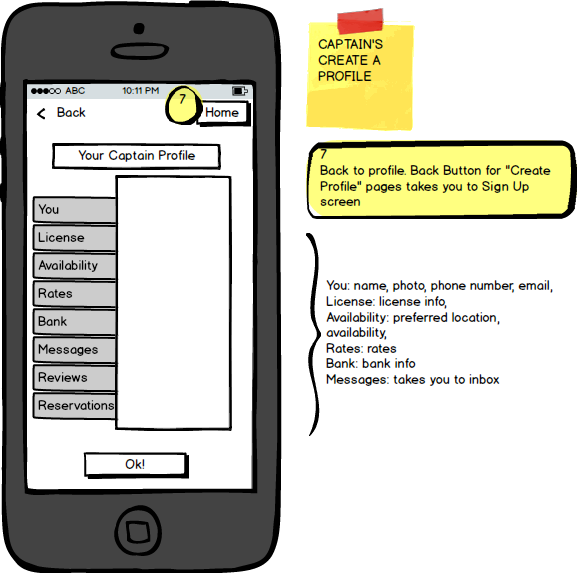 ABC 10:11 PM
7
Back Home
Your Captain Profile
You
License
Availability
Rates
Bank
Messages
Reviews
Reservations
Ok!
CAPTAIN'S
CREATE A
PROFILE
7
Back to profile. Back Button for "Create
Profile" pages takes you to Sign Up
screen
You: name, photo, phone number, email,
License: license info,
Availability: preferred location,
availability,
Rates: rates
Bank: bank info
Messages: takes you to inbox